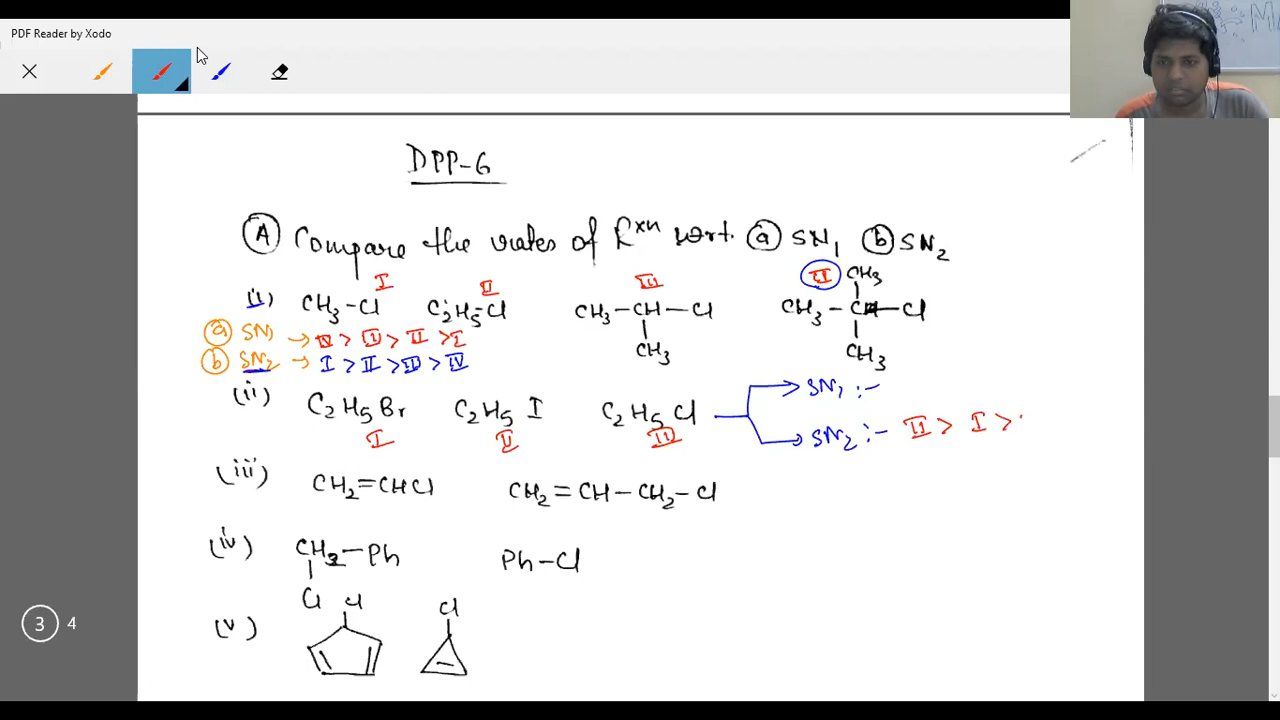 PDF Reader by Xodo
DPP-6
(A) Compare the rates of Rxn wrt. (a) SN1 (b) SN2
I II III II
(i) CH3-Cl C2H5-Cl CH3-CH-Cl CH3-CH-Cl
CH3 CH3 CH3
(a) SN1 → IV > III > II > I
(b) SN2 → I > II > III > IV
(ii) C2H5Br C2H5I C2H5Cl SN1 :-
I II III SN2 :- II > I >
(iii) CH2=CHCl CH2=CH-CH2-Cl
(iv) CH2-Ph Ph-Cl
Cl
(v) Cl Cl
3 4